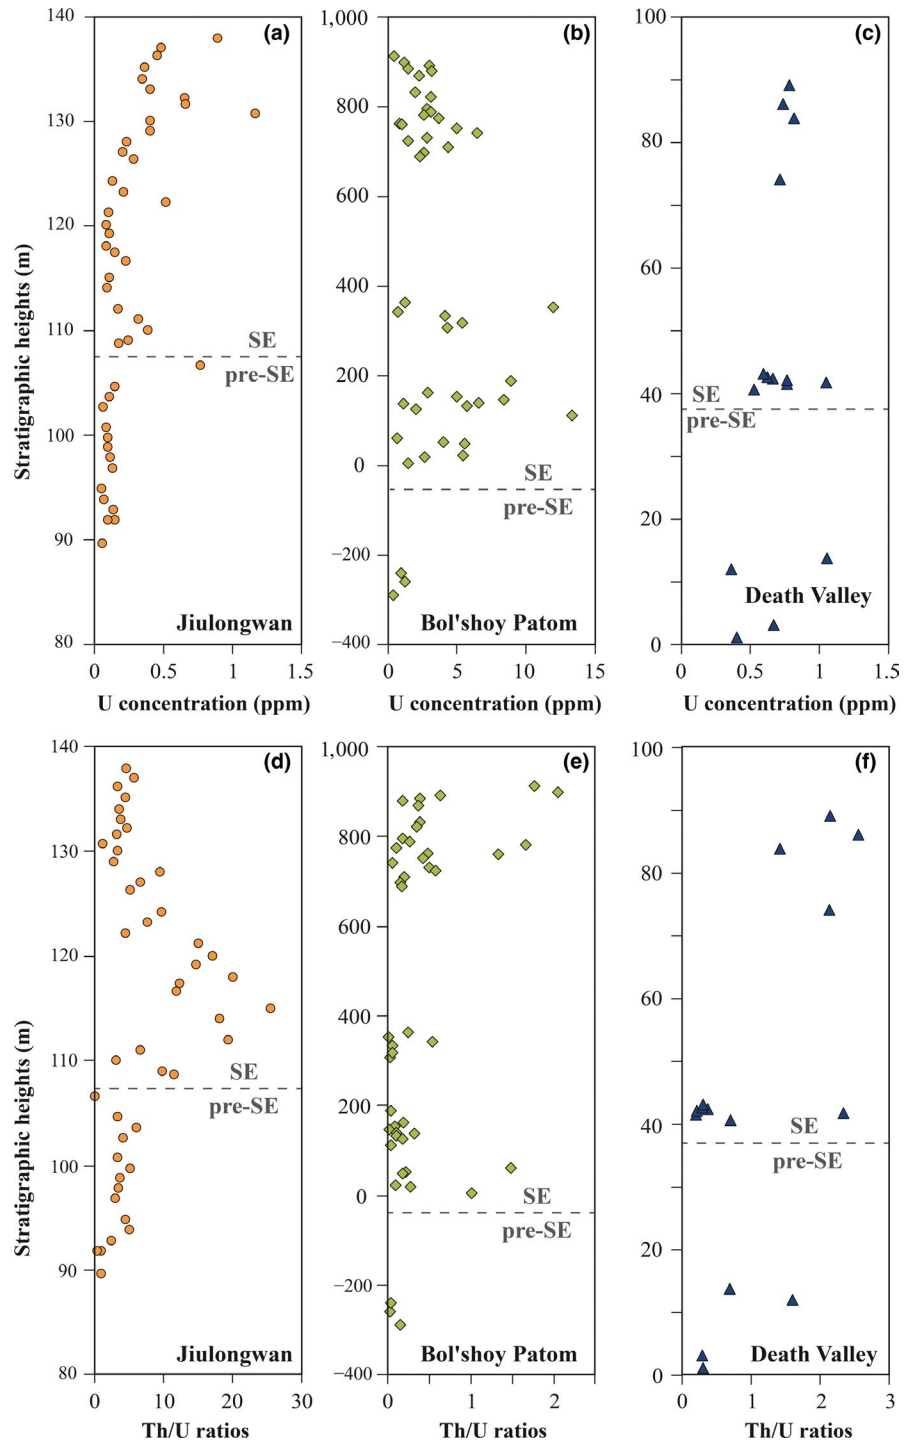 (a)
140
130
120
110
100
90
80
Stratigraphic heights (m)
SE
pre-SE
Jiulongwan
0 0.5 1 1.5
U concentration (ppm)
(b)
1,000
800
600
400
200
0
−200
−400
SE
pre-SE
Bol'shoy Patom
0 5 10 15
U concentration (ppm)
(c)
100
80
60
40
20
0
SE
pre-SE
Death Valley
0 0.5 1 1.5
U concentration (ppm)
(d)
140
130
120
110
100
90
80
Stratigraphic heights (m)
SE
pre-SE
Jiulongwan
0 10 20 30
Th/U ratios
(e)
1,000
800
600
400
200
0
−200
−400
SE
pre-SE
Bol'shoy Patom
0 1 2
Th/U ratios
(f)
100
80
60
40
20
0
SE
pre-SE
Death Valley
0 1 2 3
Th/U ratios